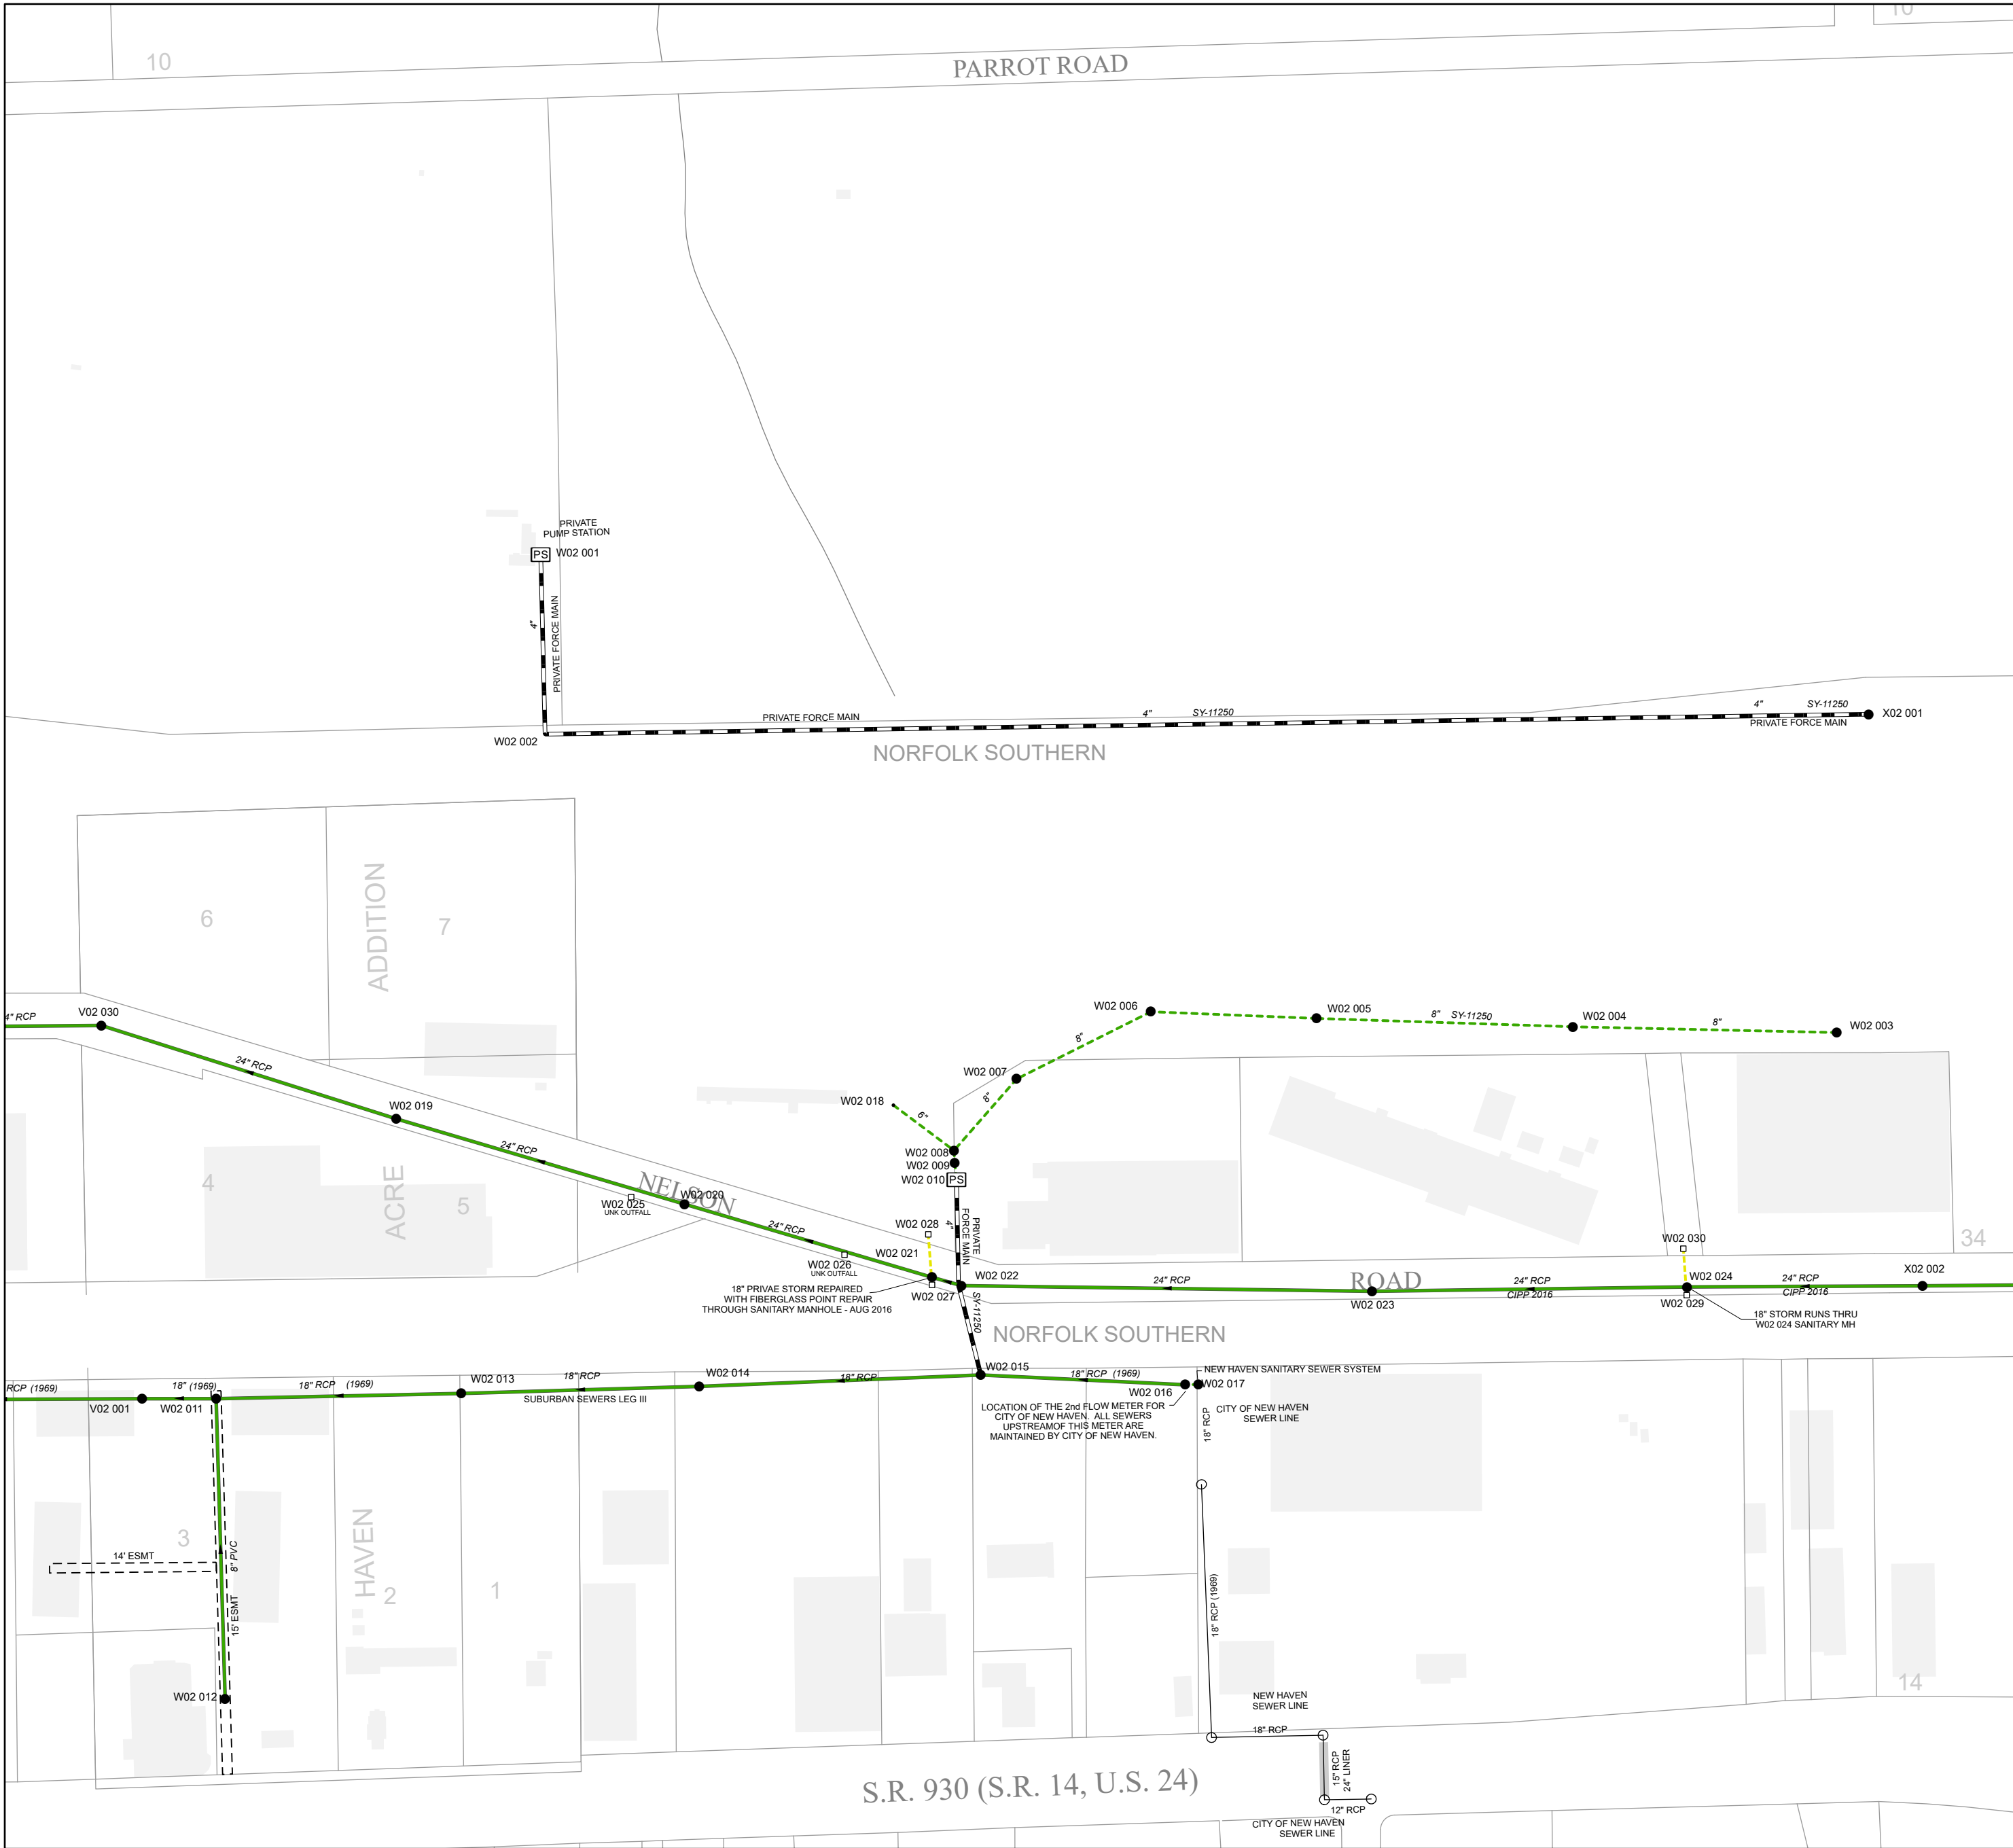 10
10
PARROT ROAD
PRIVATE
PUMP STATION
PS
W02 001
4"
PRIVATE FORCE MAIN
W02 002
PRIVATE FORCE MAIN
4"
SY-11250
4"
SY-11250
PRIVATE FORCE MAIN
X02 001
NORFOLK SOUTHERN
6
ADDITION
7
4" RCP
V02 030
24" RCP
W02 019
24" RCP
W02 006
W02 005
8"
SY-11250
W02 004
8"
W02 003
8"
W02 007
8"
W02 018
6"
W02 008
W02 009
W02 010
PS
4
ACRE
5
NELSON
W02 020
W02 025
UNK OUTFALL
24" RCP
W02 028
4"
PRIVATE
FORCE MAIN
W02 021
W02 026
UNK OUTFALL
W02 022
W02 027
18" PRIVAE STORM REPAIRED
WITH FIBERGLASS POINT REPAIR
THROUGH SANITARY MANHOLE - AUG 2016
SY-11250
24" RCP
ROAD
W02 023
24" RCP
CIPP 2016
W02 030
W02 024
W02 029
24" RCP
CIPP 2016
X02 002
34
18" STORM RUNS THRU
W02 024 SANITARY MH
NORFOLK SOUTHERN
RCP (1969)
V02 001
18" (1969)
W02 011
18" RCP
(1969)
W02 013
18" RCP
SUBURBAN SEWERS LEG III
W02 014
18" RCP
W02 015
18" RCP (1969)
W02 016
W02 017
NEW HAVEN SANITARY SEWER SYSTEM
LOCATION OF THE 2nd FLOW METER FOR
CITY OF NEW HAVEN. ALL SEWERS
UPSTREAMOF THIS METER ARE
MAINTAINED BY CITY OF NEW HAVEN.
18" RCP
CITY OF NEW HAVEN
SEWER LINE
3
14' ESMT
8" PVC
15' ESMT
HAVEN
2
1
18" RCP (1969)
W02 012
NEW HAVEN
SEWER LINE
18" RCP
14
15" RCP
24" LINER
S.R. 930 (S.R. 14, U.S. 24)
12" RCP
CITY OF NEW HAVEN
SEWER LINE